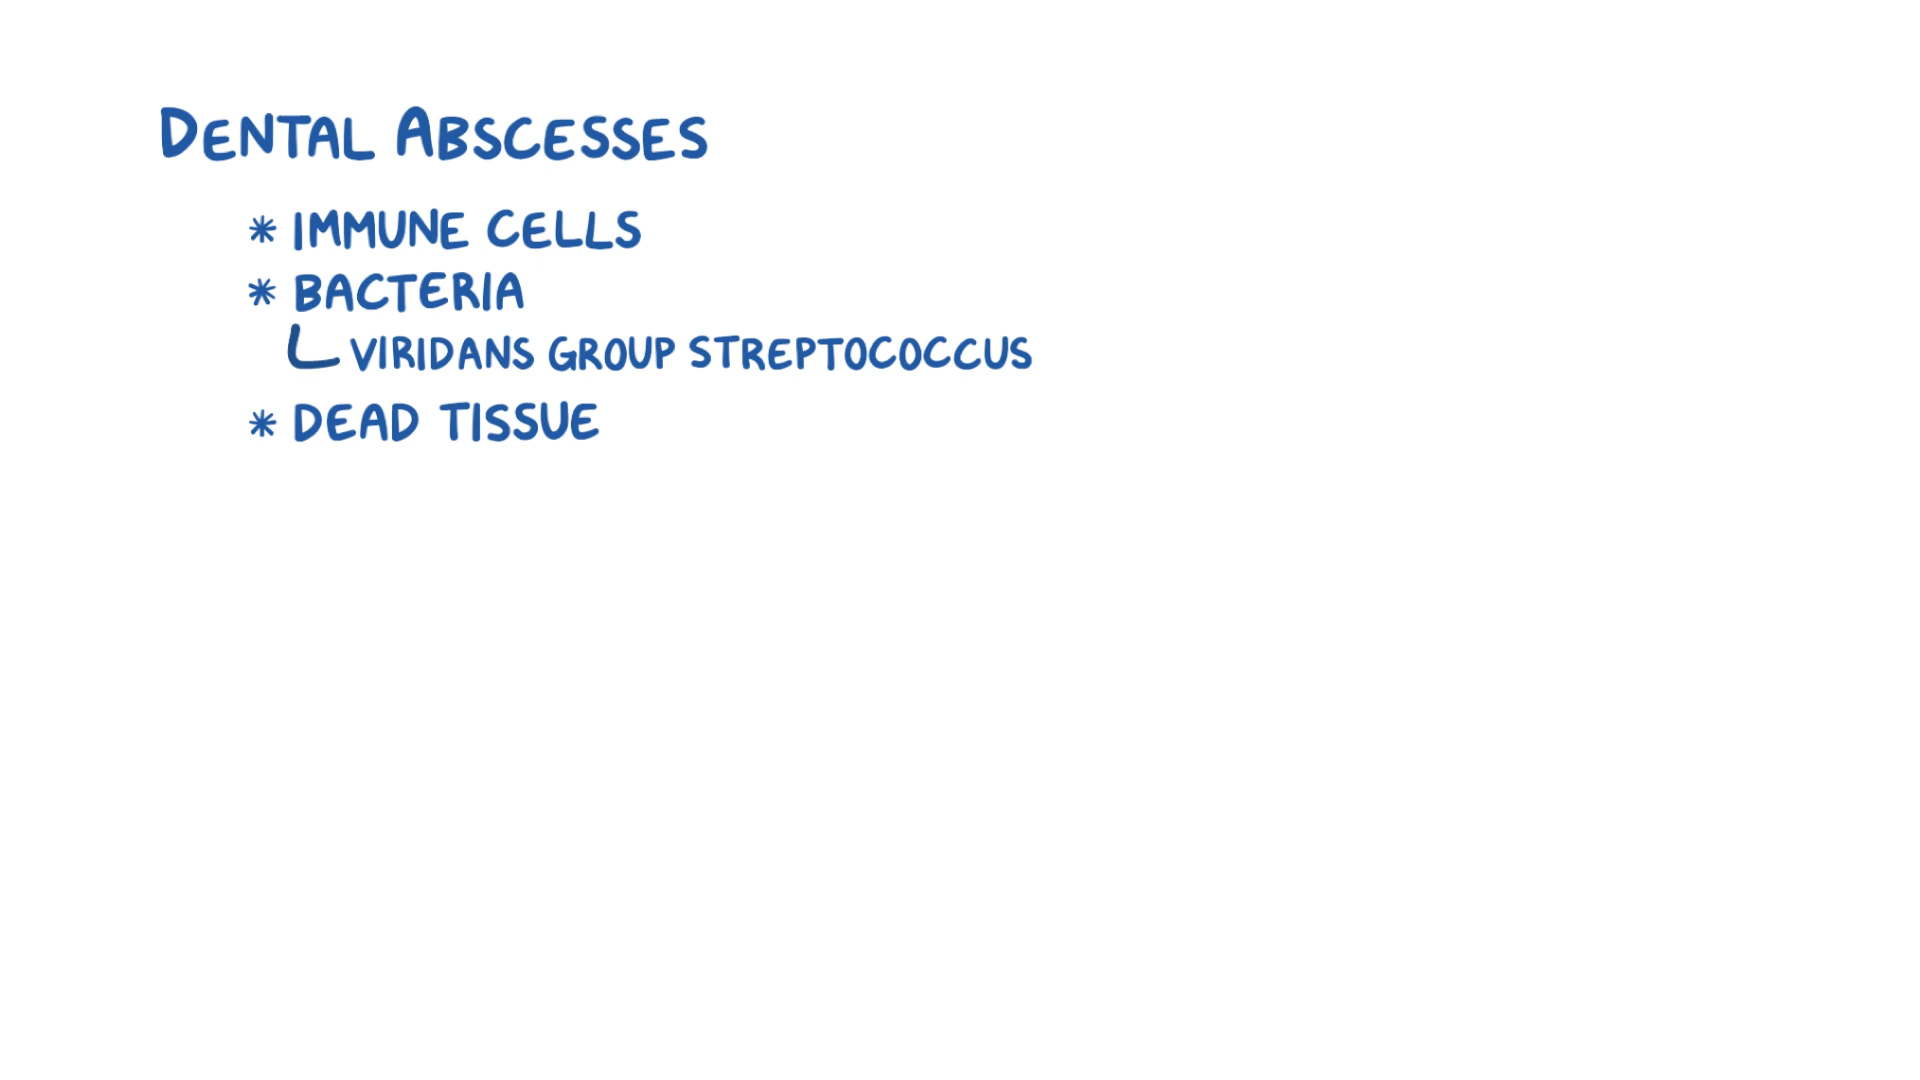 DENTAL ABSCESSES
* IMMUNE CELLS
* BACTERIA
VIRIDANS GROUP STREPTOCOCCUS
* DEAD TISSUE